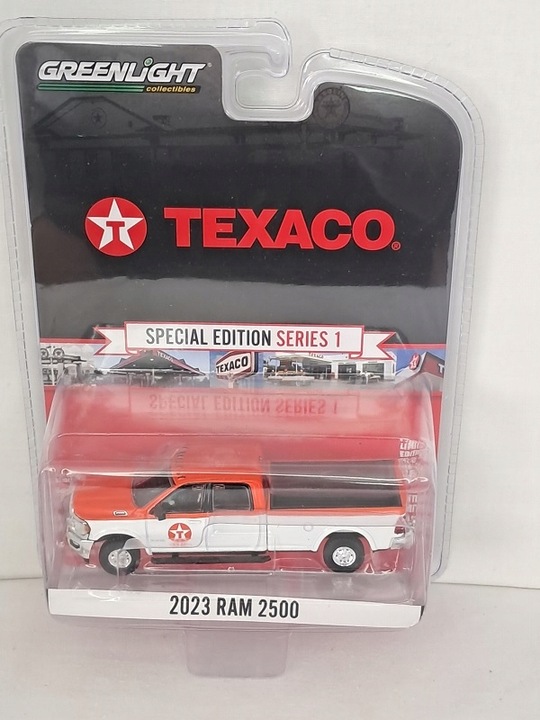 GREENLiGHT®
collectibles
TEXACO®
SPECIAL EDITION SERIES 1
TEXACO
T
2023 RAM 2500